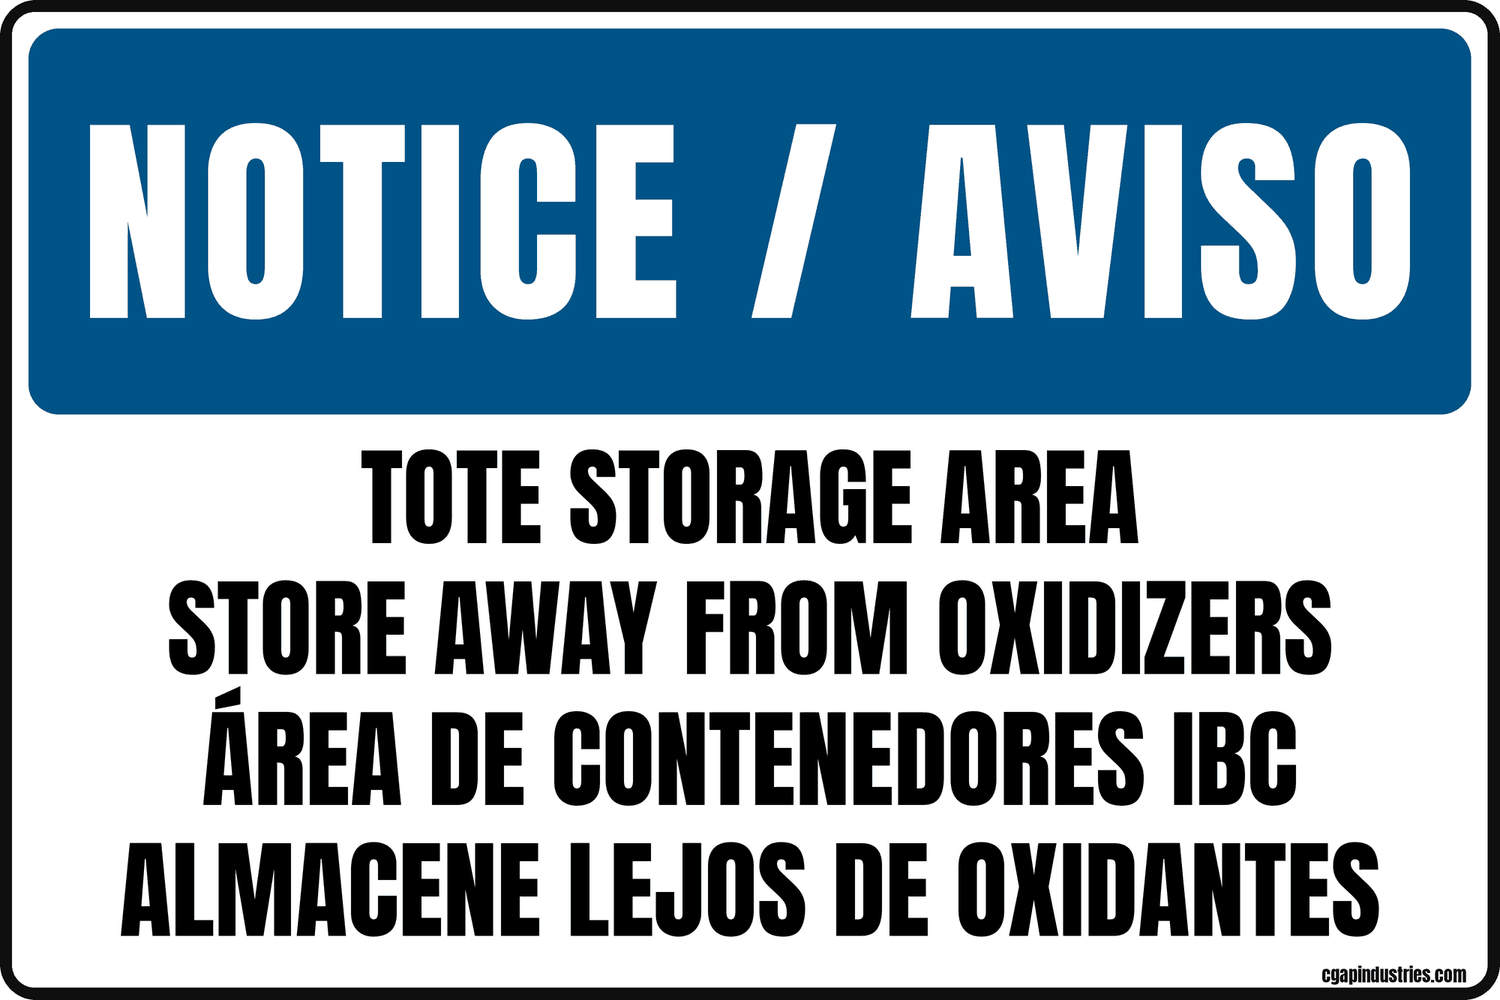 NOTICE / AVISO
TOTE STORAGE AREA
STORE AWAY FROM OXIDIZERS
ÁREA DE CONTENEDORES IBC
ALMACENE LEJOS DE OXIDANTES
cgapindustries.com